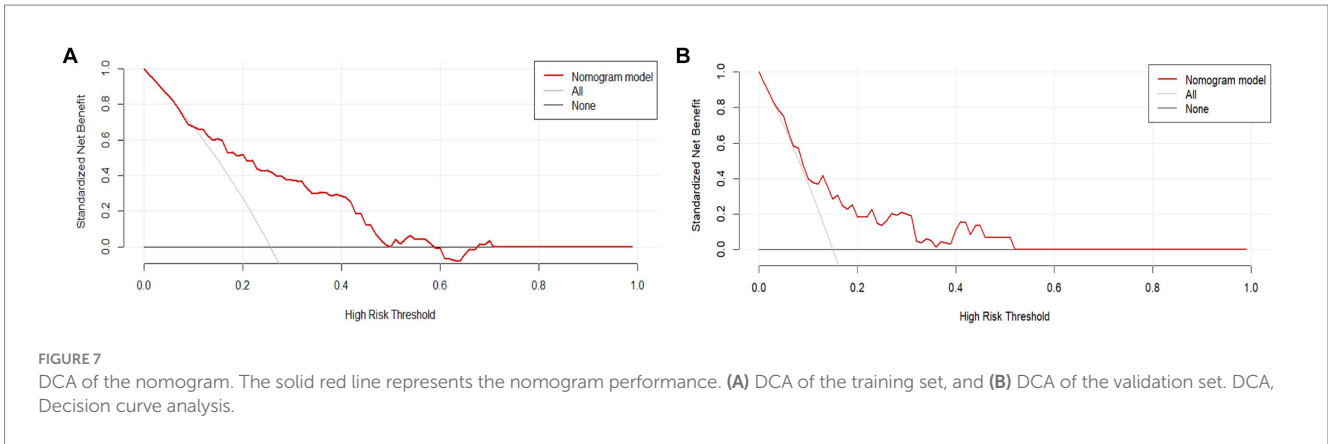 A
Standardized Net Benefit
1.0
0.8
0.6
0.4
0.2
0.0
Nomogram model
All
None
0.0 0.2 0.4 0.6 0.8 1.0
High Risk Threshold
B
Standardized Net Benefit
1.0
0.8
0.6
0.4
0.2
0.0
Nomogram model
All
None
0.0 0.2 0.4 0.6 0.8 1.0
High Risk Threshold
FIGURE 7
DCA of the nomogram. The solid red line represents the nomogram performance. (A) DCA of the training set, and (B) DCA of the validation set. DCA,
Decision curve analysis.